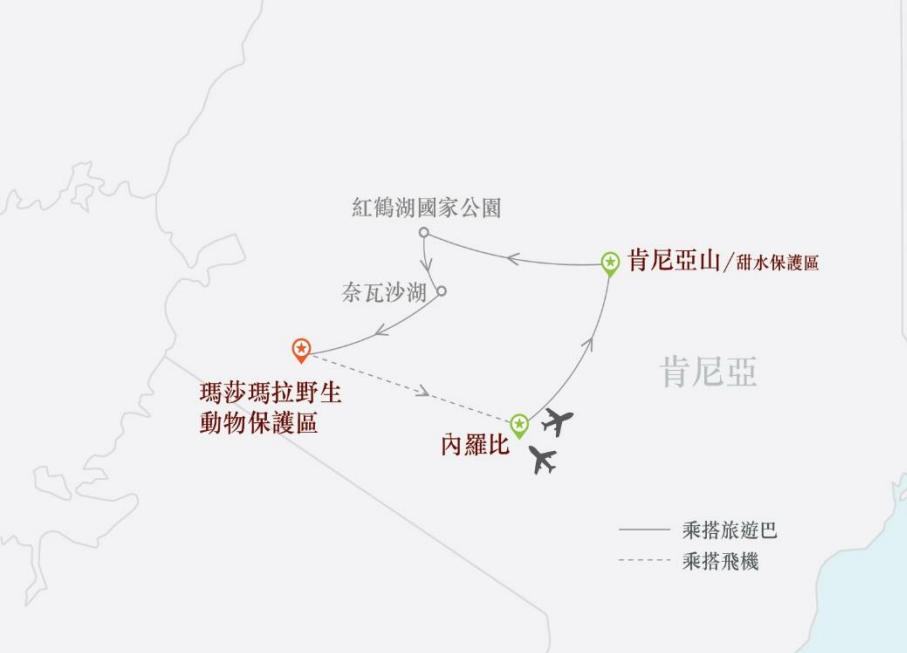 紅鶴湖國家公園
肯尼亞山/甜水保護區
奈瓦沙湖
肯尼亞
瑪莎瑪拉野生
動物保護區
內羅比
乘搭旅遊巴
乘搭飛機